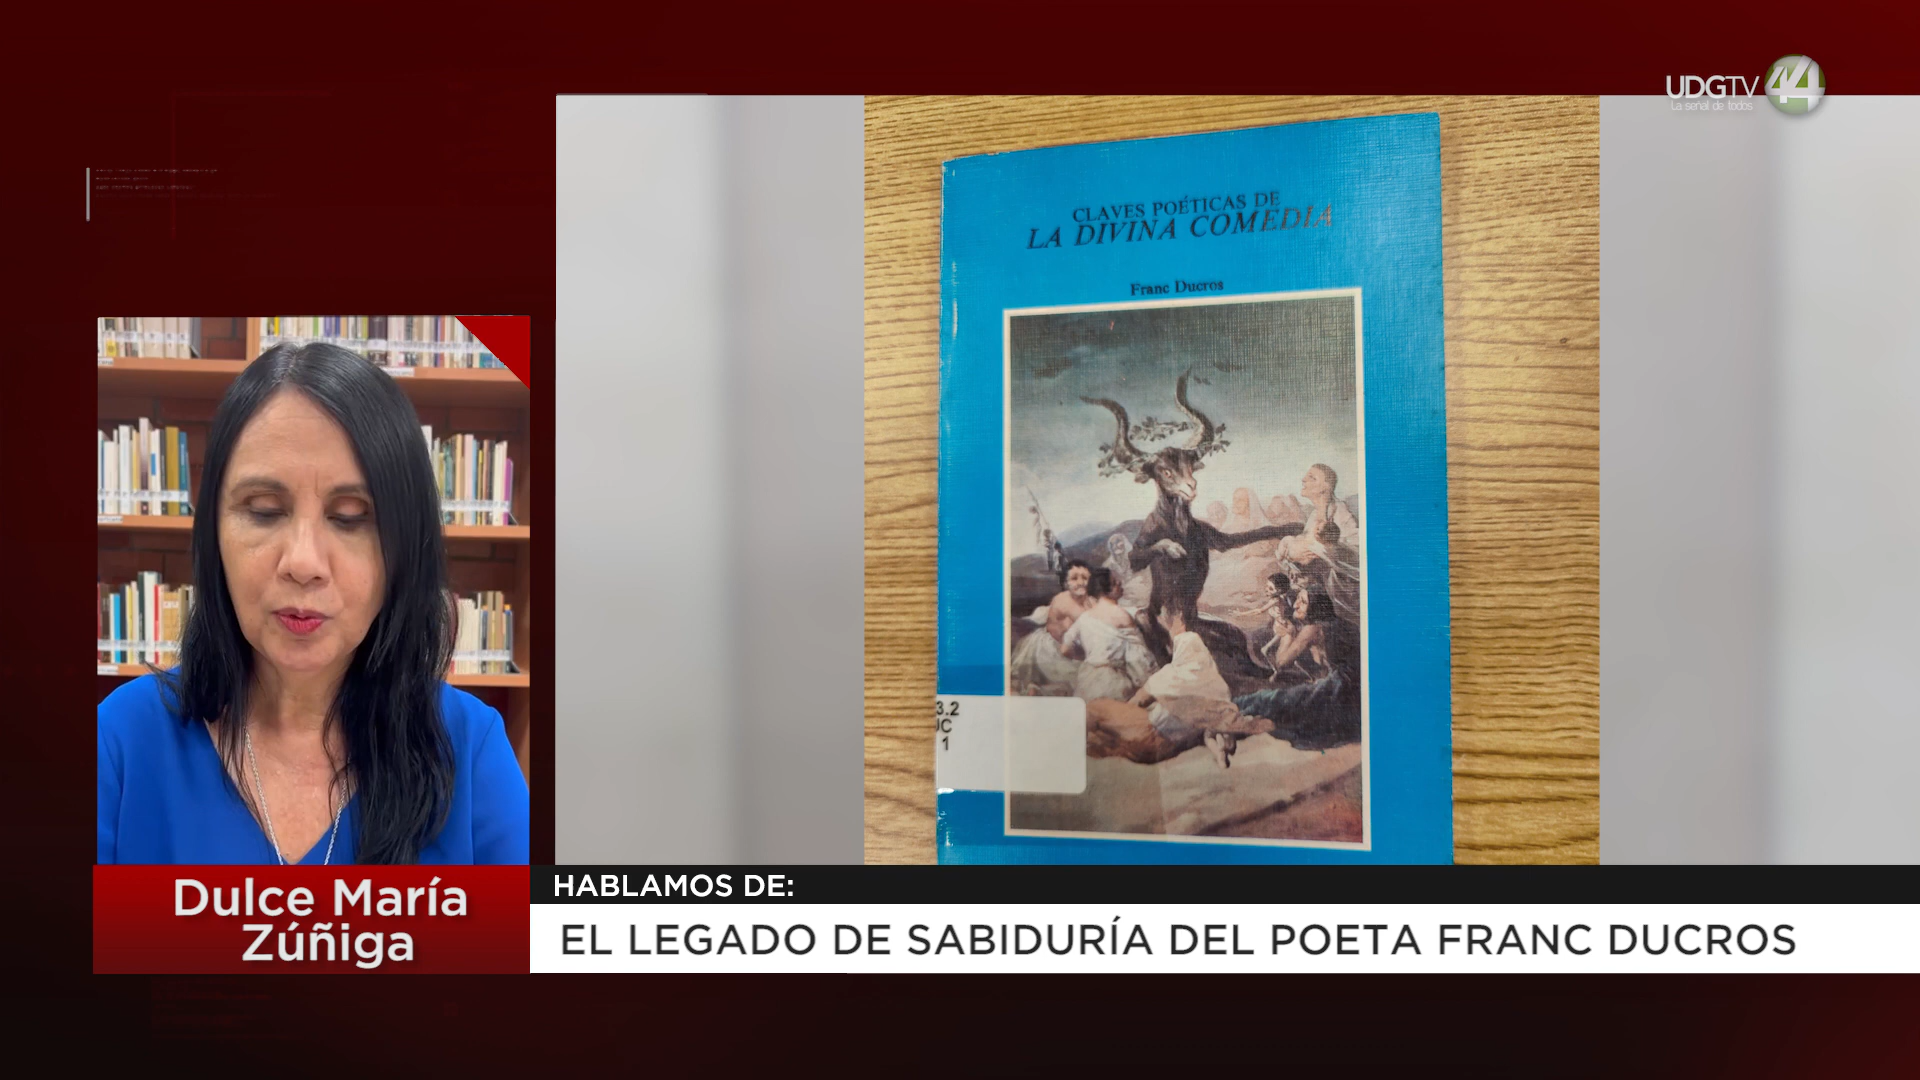 UDGTV 44
La señal de todos
CLAVES POÉTICAS DE
LA DIVINA COMEDIA
Franc Ducros
3.2
1
Dulce María
Zúñiga
HABLAMOS DE:
EL LEGADO DE SABIDURÍA DEL POETA FRANC DUCROS